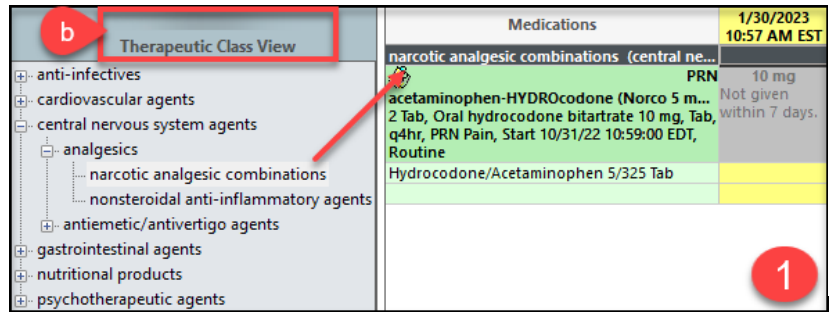 b
Therapeutic Class View
anti-infectives
cardiovascular agents
central nervous system agents
analgesics
narcotic analgesic combinations
nonsteroidal anti-inflammatory agents
antiemetic/antivertigo agents
gastrointestinal agents
nutritional products
psychotherapeutic agents
Medications
1/30/2023
10:57 AM EST
narcotic analgesic combinations (central ne...
PRN
acetaminophen-HYDROcodone (Norco 5 m...
2 Tab, Oral hydrocodone bitartrate 10 mg, Tab,
q4hr, PRN Pain, Start 10/31/22 10:59:00 EDT,
Routine
10 mg
Not given
within 7 days.
Hydrocodone/Acetaminophen 5/325 Tab
1